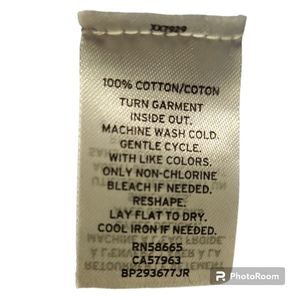 XX7929
100% COTTON/COTON
TURN GARMENT
INSIDE OUT.
MACHINE WASH COLD.
GENTLE CYCLE.
WITH LIKE COLORS.
ONLY NON-CHLORINE
BLEACH IF NEEDED.
RESHAPE.
LAY FLAT TO DRY.
COOL IRON IF NEEDED.
RN58665
CA57963
BP293677JR
PhotoRoom